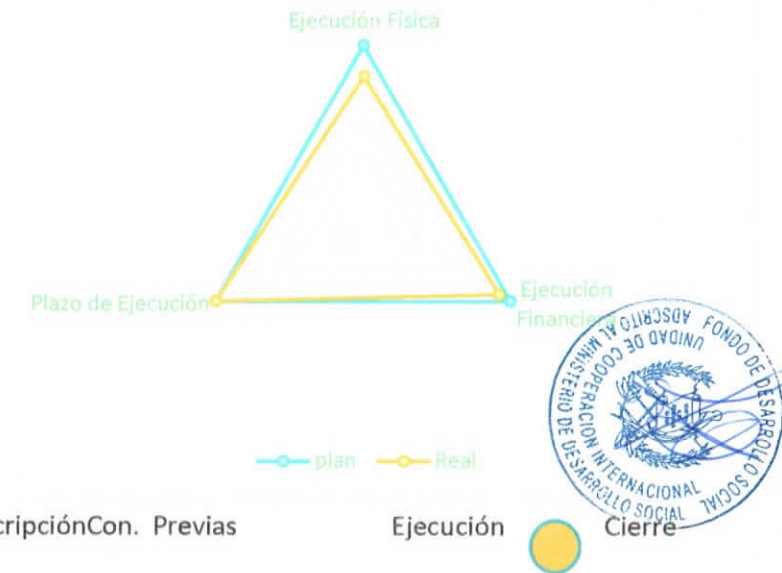 Ejecución Física
Plazo de Ejecución
Ejecución
Financiera
plan
Real
FONDO DE DESARROLLO SOCIAL
ADSCRITO AL MINISTERIO DE DESARROLLO SOCIAL
UNIDAD DE COOPERACION INTERNACIONAL
cripciónCon. Previas Ejecución Cierre